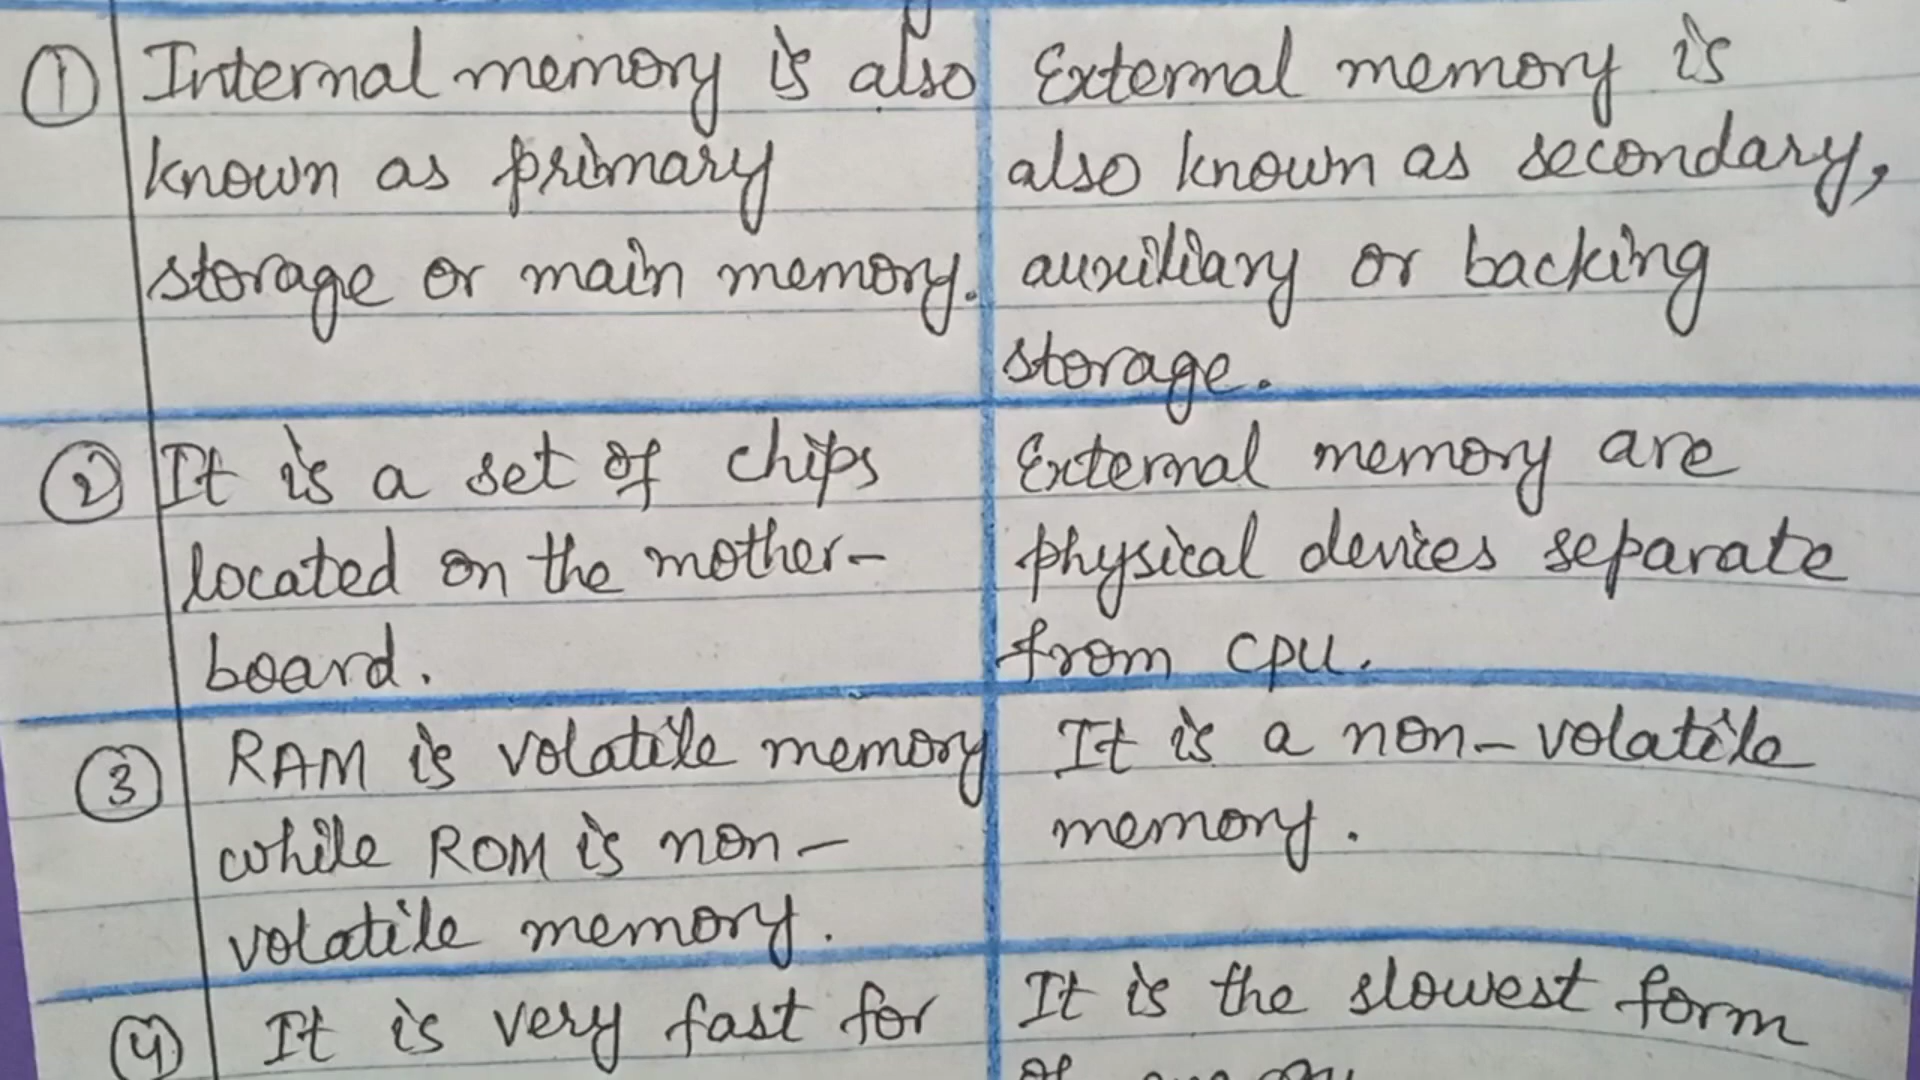 ① Internal memory is also
known as primary
storage or main memory.
External memory is
also known as secondary,
auxiliary or backing
storage.
② It is a set of chips
located on the mother-
board.
External memory are
physical devices separate
from CPU.
③ RAM is volatile memory
while ROM is non-
volatile memory.
It is a non-volatile
memory.
④ It is very fast for
It is the slowest form
of